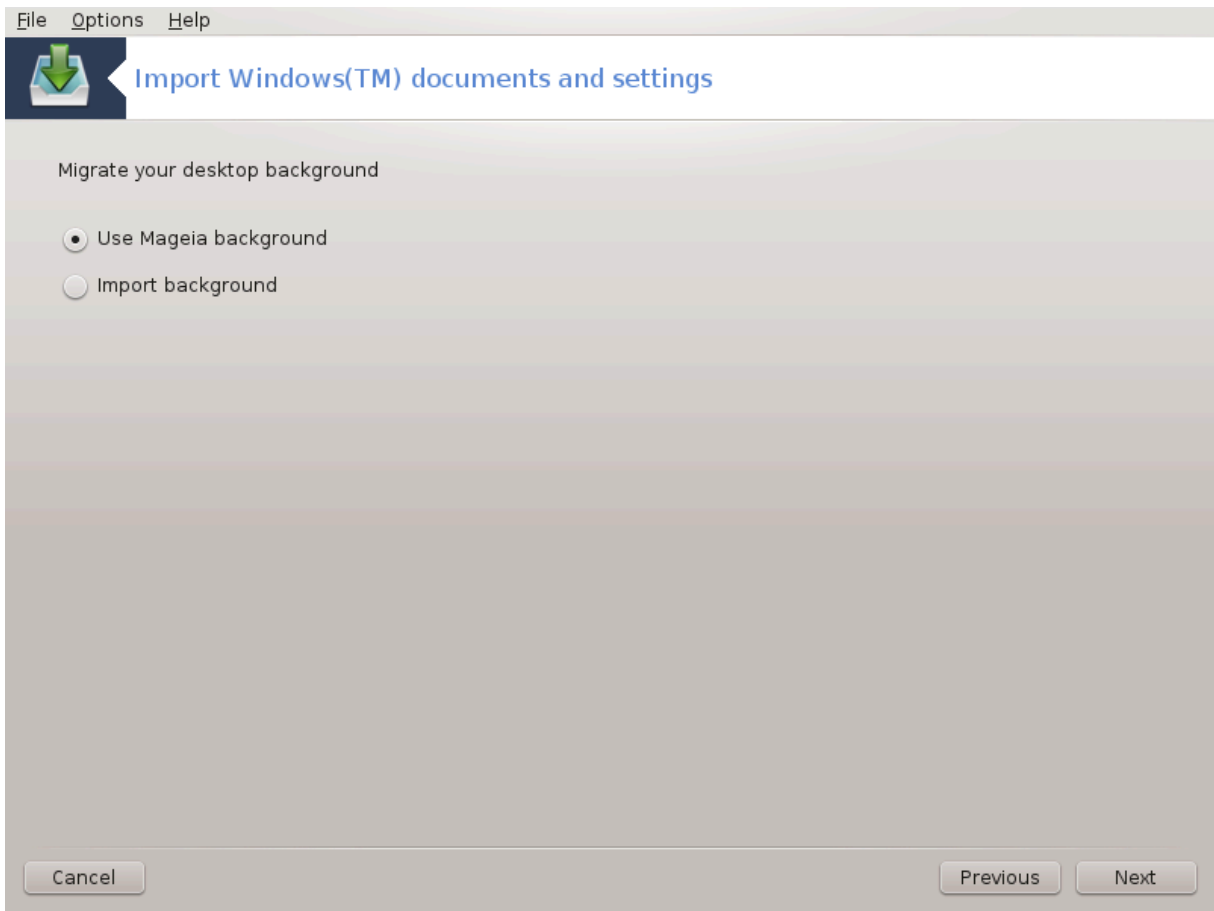 File Options Help
Import Windows(TM) documents and settings
Migrate your desktop background
Use Mageia background
Import background
Cancel Previous Next